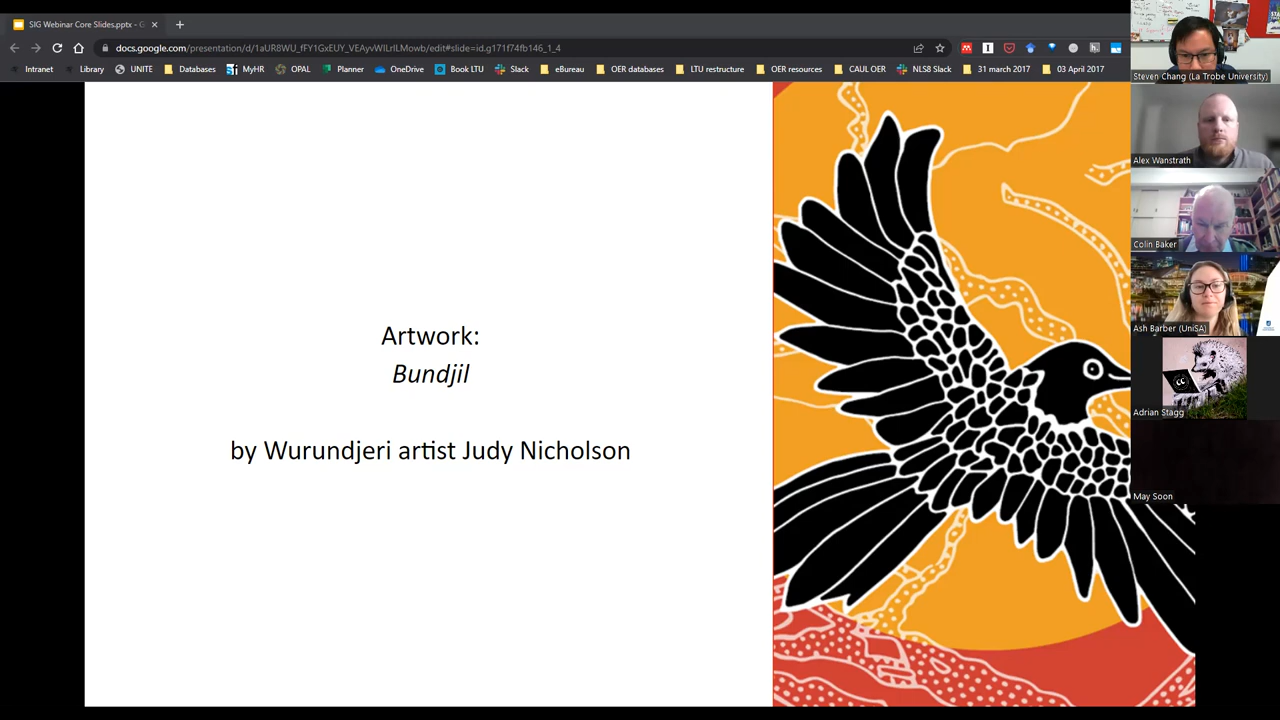 SIG Webinar Core Slides.pptx - G
docs.google.com/presentation/d/1aUR8WU_fFY1GxEUY_VEAyvWILrlLMowb/edit#slide=id.g171f74fb146_1_4
Intranet Library UNITE Databases MyHR OPAL Planner OneDrive Book LTU Slack eBureau OER databases LTU restructure OER resources CAUL OER NLS8 Slack 31 march 2017 03 April 2017
Artwork:
Bundjil
by Wurundjeri artist Judy Nicholson
Steven Chang (La Trobe University)
Alex Wanstrath
Colin Baker
Ash Barber (UniSA)
CC
Adrian Stagg
May Soon